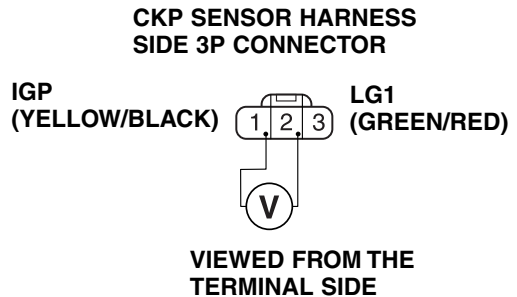 CKP SENSOR HARNESS
SIDE 3P CONNECTOR
IGP
(YELLOW/BLACK)
1 2 3
LG1
(GREEN/RED)
V
VIEWED FROM THE
TERMINAL SIDE